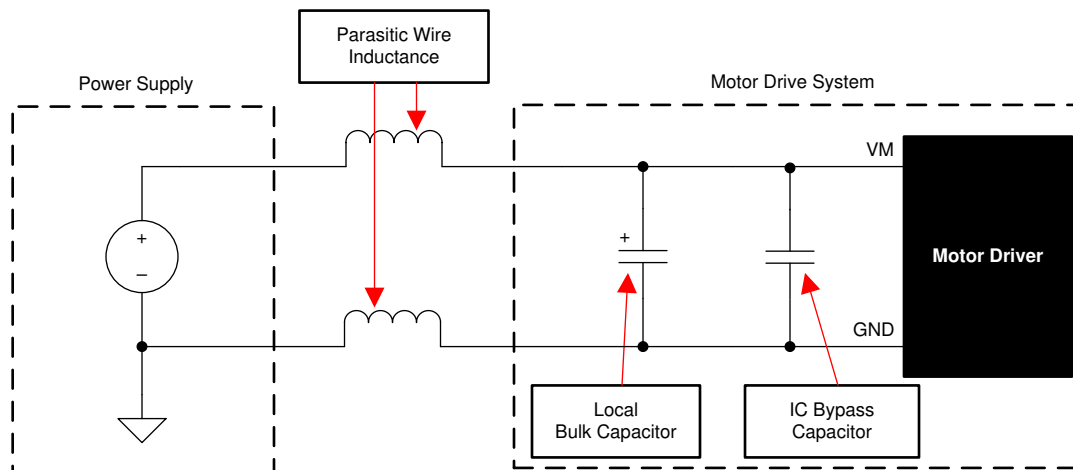 Parasitic Wire
Inductance
Power Supply
Motor Drive System
VM
+
–
+
Motor Driver
GND
Local
Bulk Capacitor
IC Bypass
Capacitor